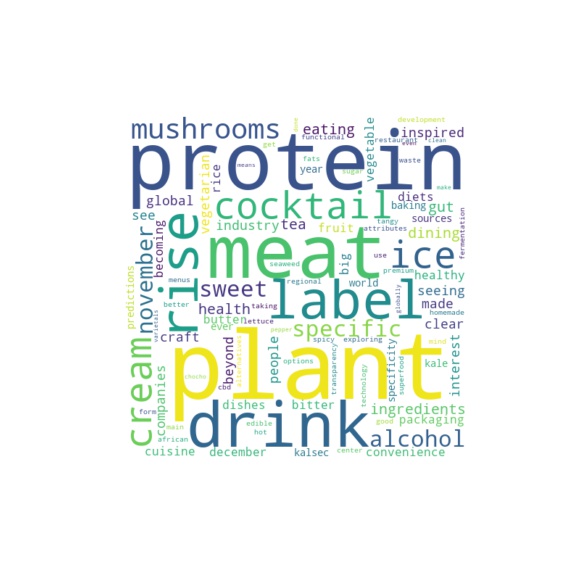 development
mushrooms
eating
functional
done
ever
inspired
restaurant
clean
get
protein
vegetable
fats
waste
means
year
sugar
make
vegetarian
rice
global
cocktail
diets
baking
gut
see
industry
tea
fruit
sources
tangy
attributes
dining
becoming
november
predictions
rise
meat
ice
fermentation
seaweed
regional
big
world
use
premium
seeing
healthy
menus
sweet
label
health
taking
made
globally
better
butter
varietals
craft
ever
lettuce
specific
clear
homemade
pepper
spicy
exploring
mind
cream
companies
beyond
alternatives
plant
people
options
transparency
technology
specificity
superfood
kale
interest
chochu
cbd
form
dishes
bitter
good
ingredients
main
drink
alcohol
packaging
african
edible
hot
cuisine
december
kalsec
center
convenience